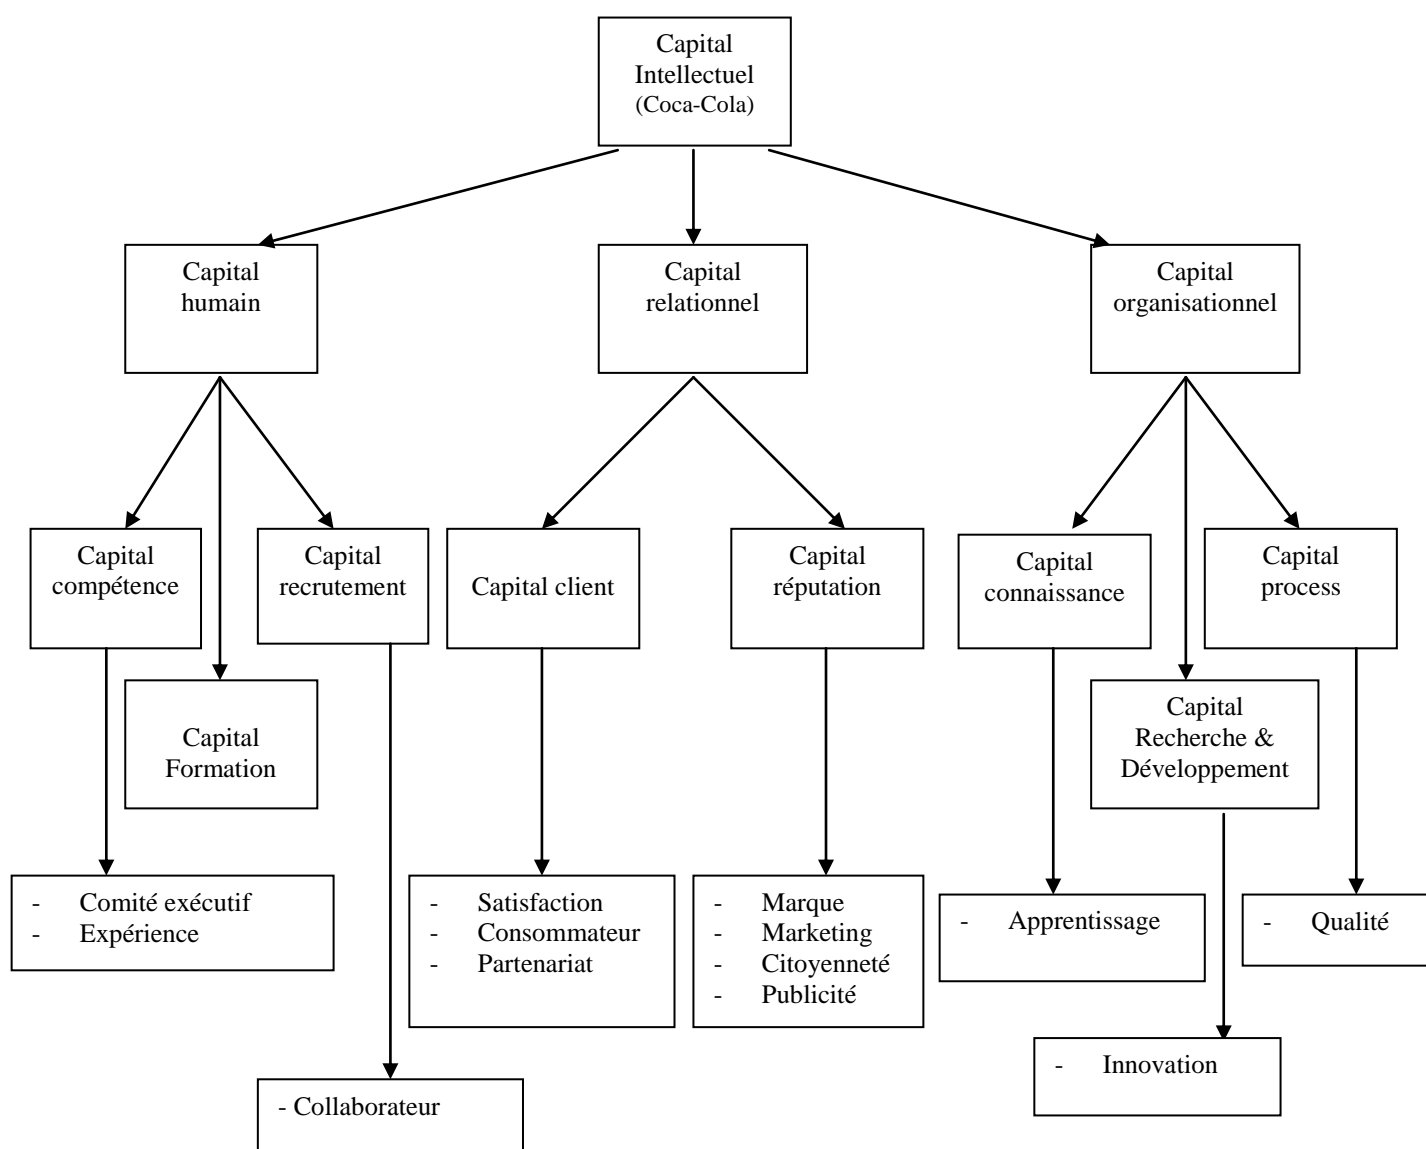 Capital
Intellectuel
(Coca-Cola)
Capital
humain
Capital
relationnel
Capital
organisationnel
Capital
compétence
Capital
recrutement
Capital client
Capital
réputation
Capital
connaissance
Capital
process
Capital
Formation
Capital
Recherche &
Développement
- Comité exécutif
- Expérience
- Satisfaction
- Consommateur
- Partenariat
- Marque
- Marketing
- Citoyenneté
- Publicité
- Apprentissage
- Qualité
- Innovation
- Collaborateur